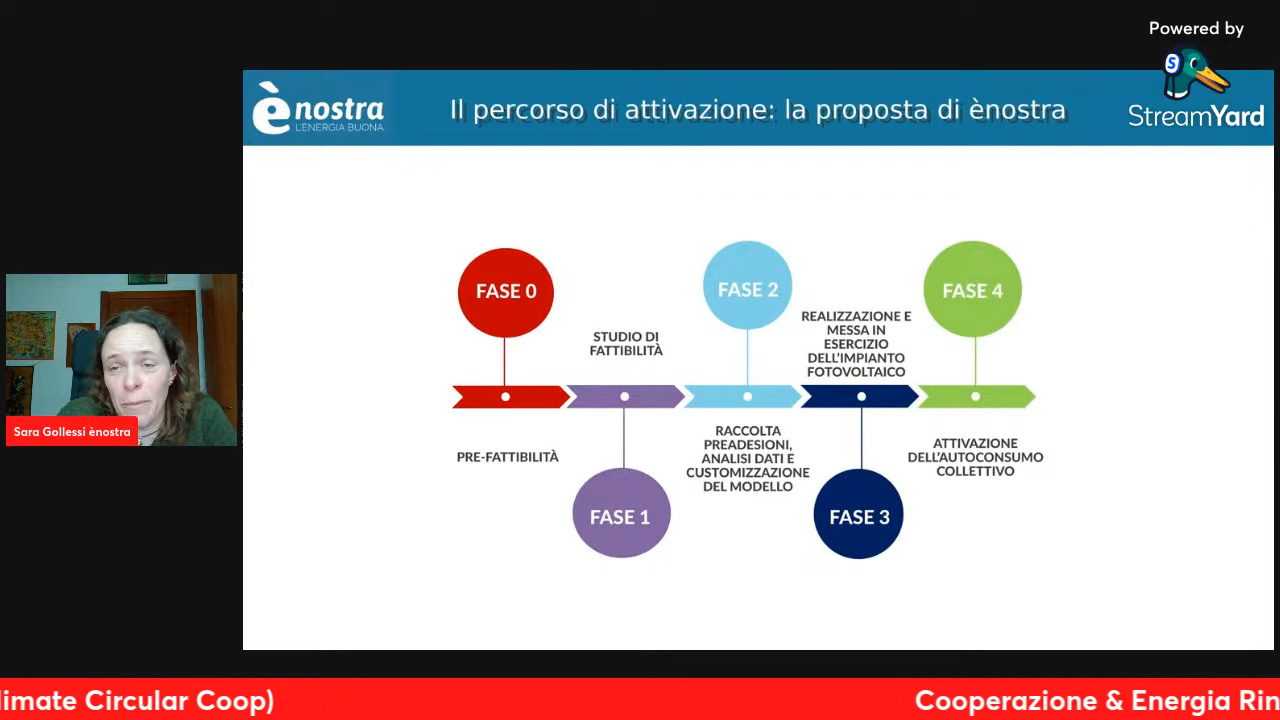 Powered by
StreamYard
ènostra
L'ENERGIA BUONA
Il percorso di attivazione: la proposta di ènostra
FASE 0
PRE-FATTIBILITÀ
STUDIO DI
FATTIBILITÀ
FASE 1
FASE 2
RACCOLTA
PREADESIONI,
ANALISI DATI E
CUSTOMIZZAZIONE
DEL MODELLO
REALIZZAZIONE E
MESSA IN
ESERCIZIO
DELL'IMPIANTO
FOTOVOLTAICO
FASE 3
FASE 4
ATTIVAZIONE
DELL'AUTOCONSUMO
COLLETTIVO
Sara Gollessi ènostra
limate Circular Coop)
Cooperazione & Energia Rin